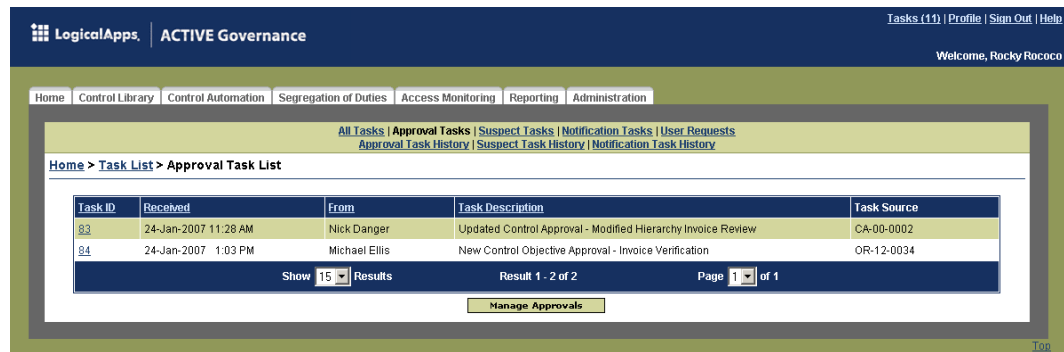 Tasks (11) | Profile | Sign Out | Help
LogicalApps. | ACTIVE Governance
Welcome, Rocky Rococo
Home Control Library Control Automation Segregation of Duties Access Monitoring Reporting Administration
All Tasks | Approval Tasks | Suspect Tasks | Notification Tasks | User Requests
Approval Task History | Suspect Task History | Notification Task History
Home > Task List > Approval Task List
Task ID Received From Task Description Task Source
83 24-Jan-2007 11:28 AM Nick Danger Updated Control Approval - Modified Hierarchy Invoice Review CA-00-0002
84 24-Jan-2007 1:03 PM Michael Ellis New Control Objective Approval - Invoice Verification OR-12-0034
Show 15 Results Result 1 - 2 of 2 Page 1 of 1
Manage Approvals
Top